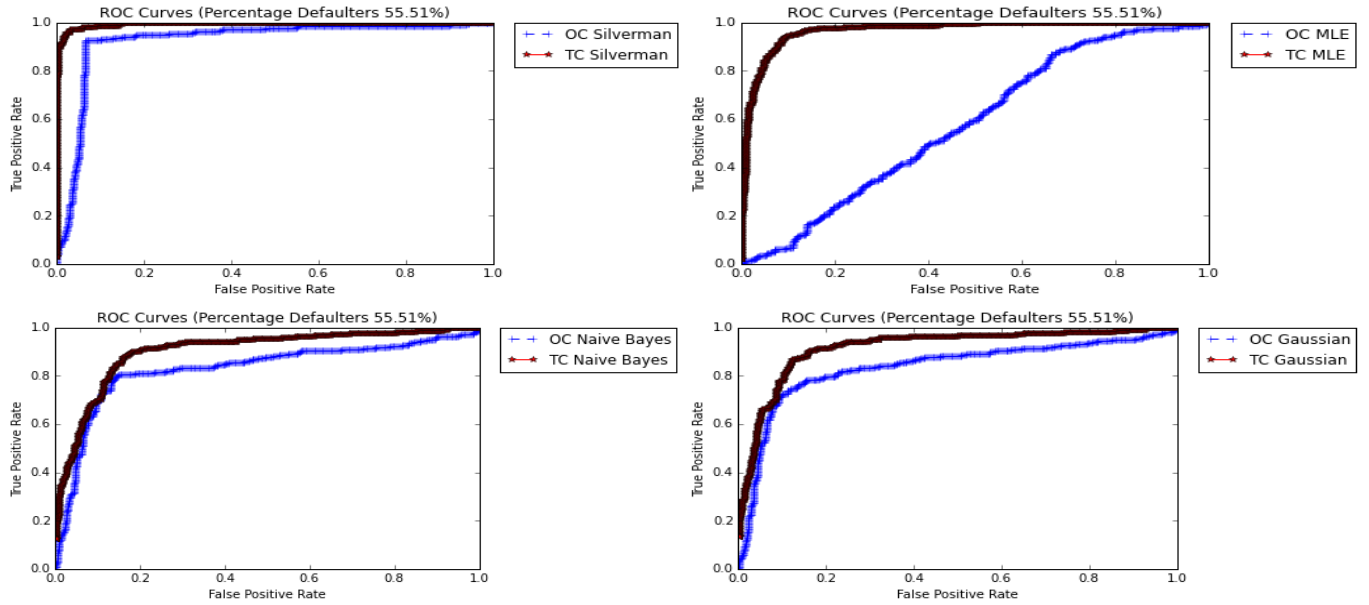 ROC Curves (Percentage Defaulters 55.51%)
1.0
0.8
0.6
0.4
0.2
0.0
True Positive Rate
0.0 0.2 0.4 0.6 0.8 1.0
False Positive Rate
OC Silverman
TC Silverman
ROC Curves (Percentage Defaulters 55.51%)
1.0
0.8
0.6
0.4
0.2
0.0
True Positive Rate
0.0 0.2 0.4 0.6 0.8 1.0
False Positive Rate
OC MLE
TC MLE
ROC Curves (Percentage Defaulters 55.51%)
1.0
0.8
0.6
0.4
0.2
0.0
True Positive Rate
0.0 0.2 0.4 0.6 0.8 1.0
False Positive Rate
OC Naive Bayes
TC Naive Bayes
ROC Curves (Percentage Defaulters 55.51%)
1.0
0.8
0.6
0.4
0.2
0.0
True Positive Rate
0.0 0.2 0.4 0.6 0.8 1.0
False Positive Rate
OC Gaussian
TC Gaussian